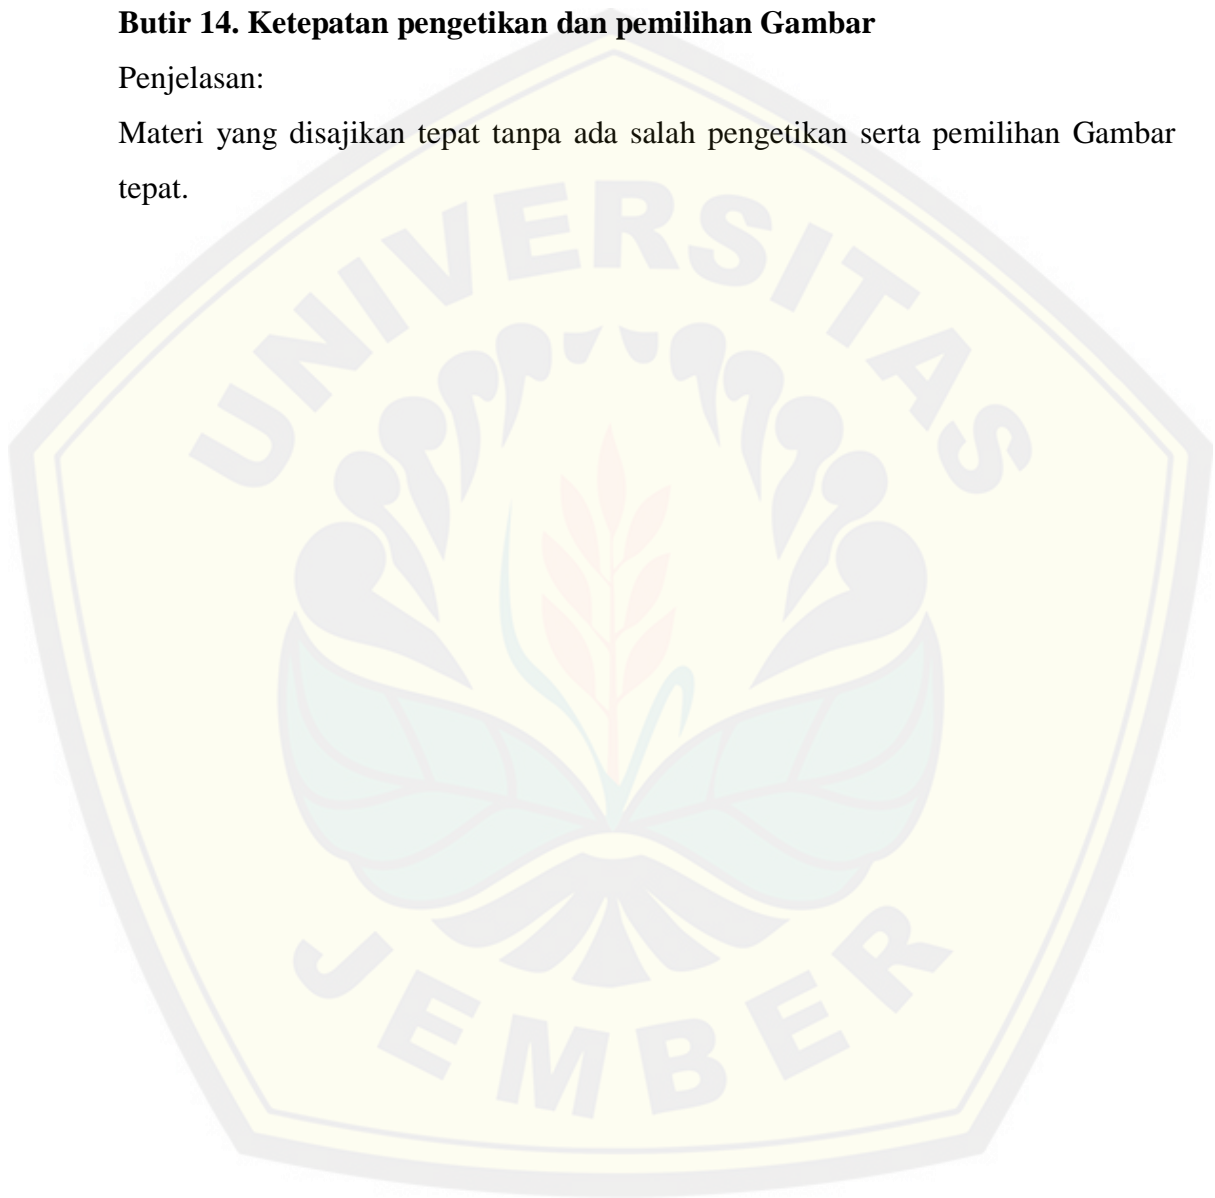 Butir 14. Ketepatan pengetikan dan pemilihan Gambar
Penjelasan:
Materi yang disajikan tepat tanpa ada salah pengetikan serta pemilihan Gambar
tepat.
UNIVERSITAS
JEMBER